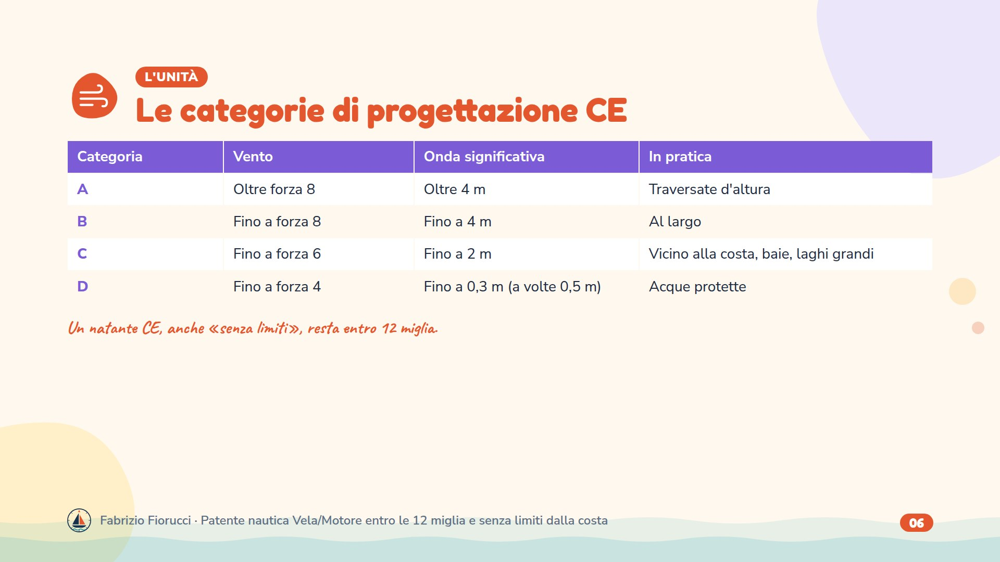 L'UNITÀ
Le categorie di progettazione CE
Categoria Vento Onda significativa In pratica
A Oltre forza 8 Oltre 4 m Traversate d'altura
B Fino a forza 8 Fino a 4 m Al largo
C Fino a forza 6 Fino a 2 m Vicino alla costa, baie, laghi grandi
D Fino a forza 4 Fino a 0,3 m (a volte 0,5 m) Acque protette
Un natante CE, anche «senza limiti», resta entro 12 miglia.
Fabrizio Fiorucci · Patente nautica Vela/Motore entro le 12 miglia e senza limiti dalla costa
06